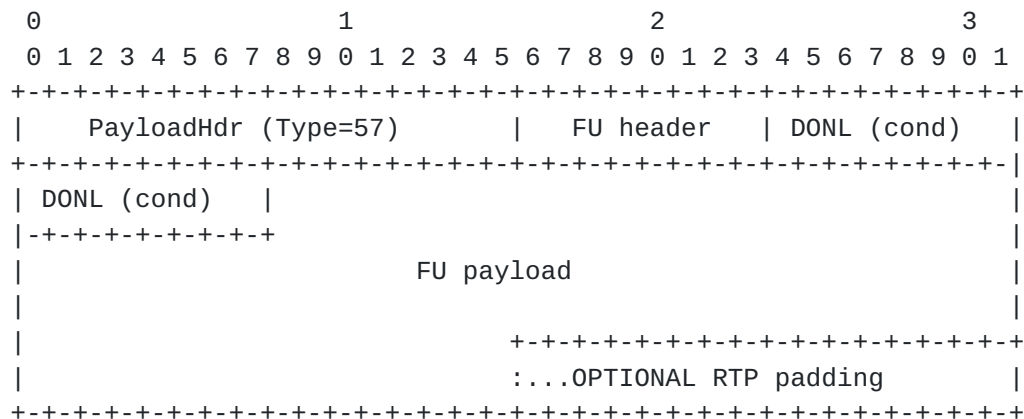 0                   1                   2                   3
 0 1 2 3 4 5 6 7 8 9 0 1 2 3 4 5 6 7 8 9 0 1 2 3 4 5 6 7 8 9 0 1
+-+-+-+-+-+-+-+-+-+-+-+-+-+-+-+-+-+-+-+-+-+-+-+-+-+-+-+-+-+-+-+-+
|    PayloadHdr (Type=57)       |   FU header   | DONL (cond)   |
+-+-+-+-+-+-+-+-+-+-+-+-+-+-+-+-+-+-+-+-+-+-+-+-+-+-+-+-+-+-+-+-|
| DONL (cond)   |                                               |
|-+-+-+-+-+-+-+-+                                               |
|                         FU payload                            |
|                                                               |
|                               +-+-+-+-+-+-+-+-+-+-+-+-+-+-+-+-+
|                               :...OPTIONAL RTP padding        |
+-+-+-+-+-+-+-+-+-+-+-+-+-+-+-+-+-+-+-+-+-+-+-+-+-+-+-+-+-+-+-+-+